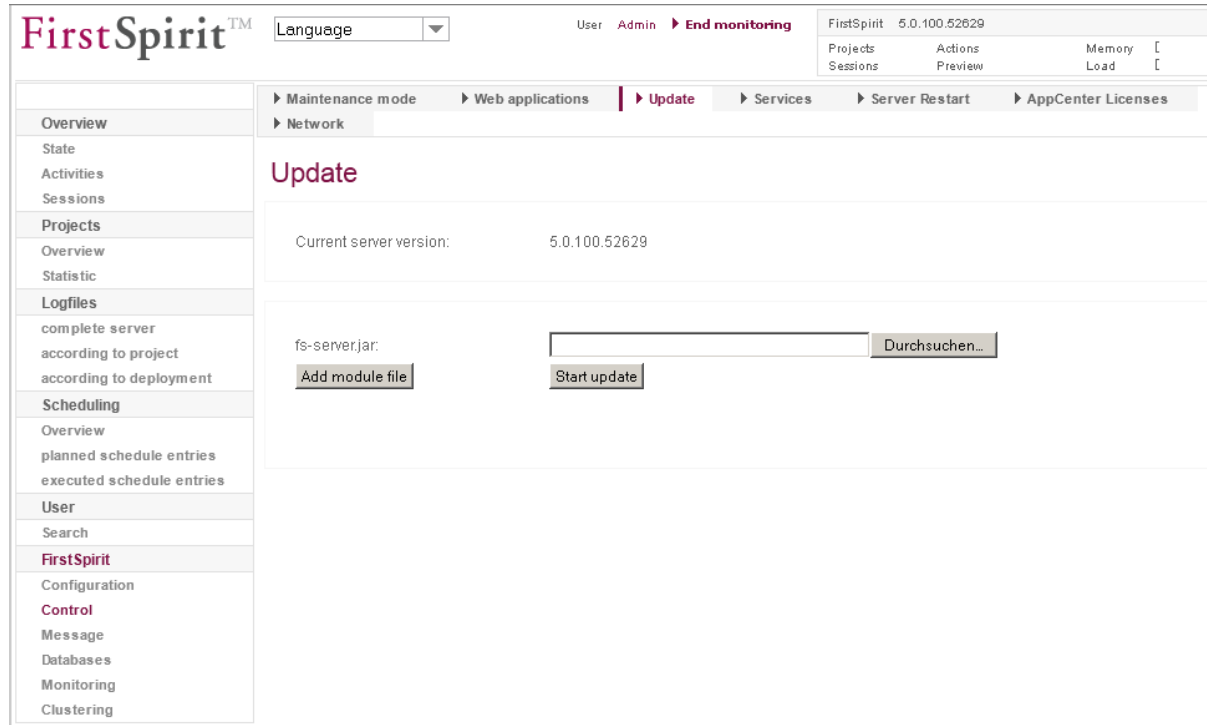 FirstSpirit™
Language
User Admin End monitoring
FirstSpirit 5.0.100.52629
Projects Actions Memory [
Sessions Preview Load [
Maintenance mode Web applications Update Services Server Restart AppCenter Licenses
Network
Overview
State
Activities
Sessions
Projects
Overview
Statistic
Logfiles
complete server
according to project
according to deployment
Scheduling
Overview
planned schedule entries
executed schedule entries
User
Search
FirstSpirit
Configuration
Control
Message
Databases
Monitoring
Clustering
Update
Current server version: 5.0.100.52629
fs-server.jar: Durchsuchen...
Add module file Start update